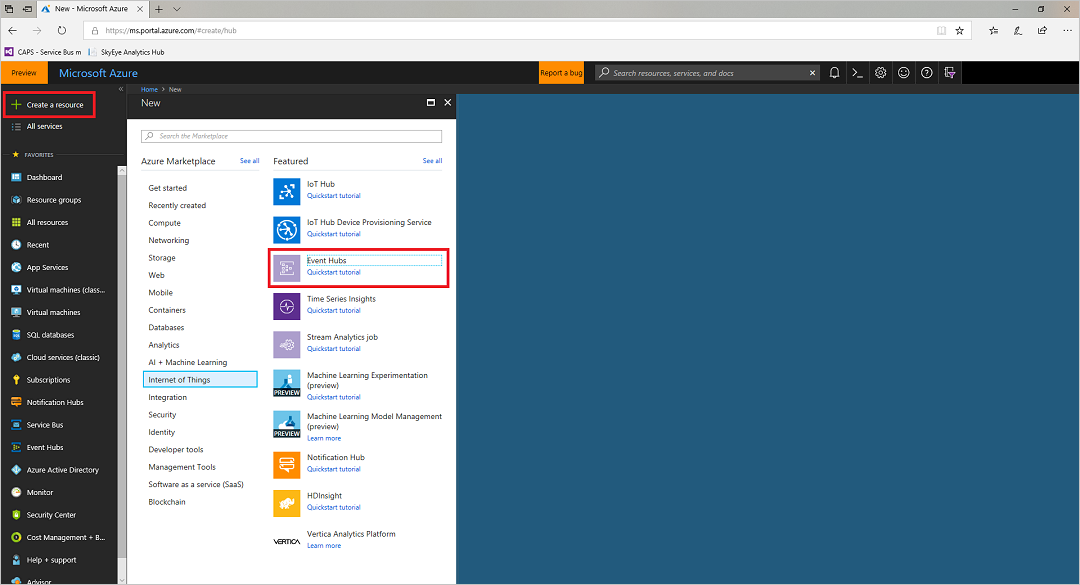 New - Microsoft Azure
https://ms.portal.azure.com/#create/hub
CAPS - Service Bus m
SkyEye Analytics Hub
Preview
Microsoft Azure
Report a bug
Search resources, services, and docs
Create a resource
All services
FAVORITES
Dashboard
Resource groups
All resources
Recent
App Services
Virtual machines (class...
Virtual machines
SQL databases
Cloud services (classic)
Subscriptions
Notification Hubs
Service Bus
Event Hubs
Azure Active Directory
Monitor
Security Center
Cost Management + B...
Help + support
Advisor
Home > New
New
Search the Marketplace
Azure Marketplace
See all
Get started
Recently created
Compute
Networking
Storage
Web
Mobile
Containers
Databases
Analytics
AI + Machine Learning
Internet of Things
Integration
Security
Identity
Developer tools
Management Tools
Software as a service (SaaS)
Blockchain
Featured
See all
IoT Hub
Quickstart tutorial
IoT Hub Device Provisioning Service
Quickstart tutorial
Event Hubs
Quickstart tutorial
Time Series Insights
Quickstart tutorial
Stream Analytics job
Quickstart tutorial
Machine Learning Experimentation
(preview)
PREVIEW
Quickstart tutorial
Machine Learning Model Management
(preview)
PREVIEW
Learn more
Notification Hub
Quickstart tutorial
HDInsight
Quickstart tutorial
VERTICA
Vertica Analytics Platform
Learn more